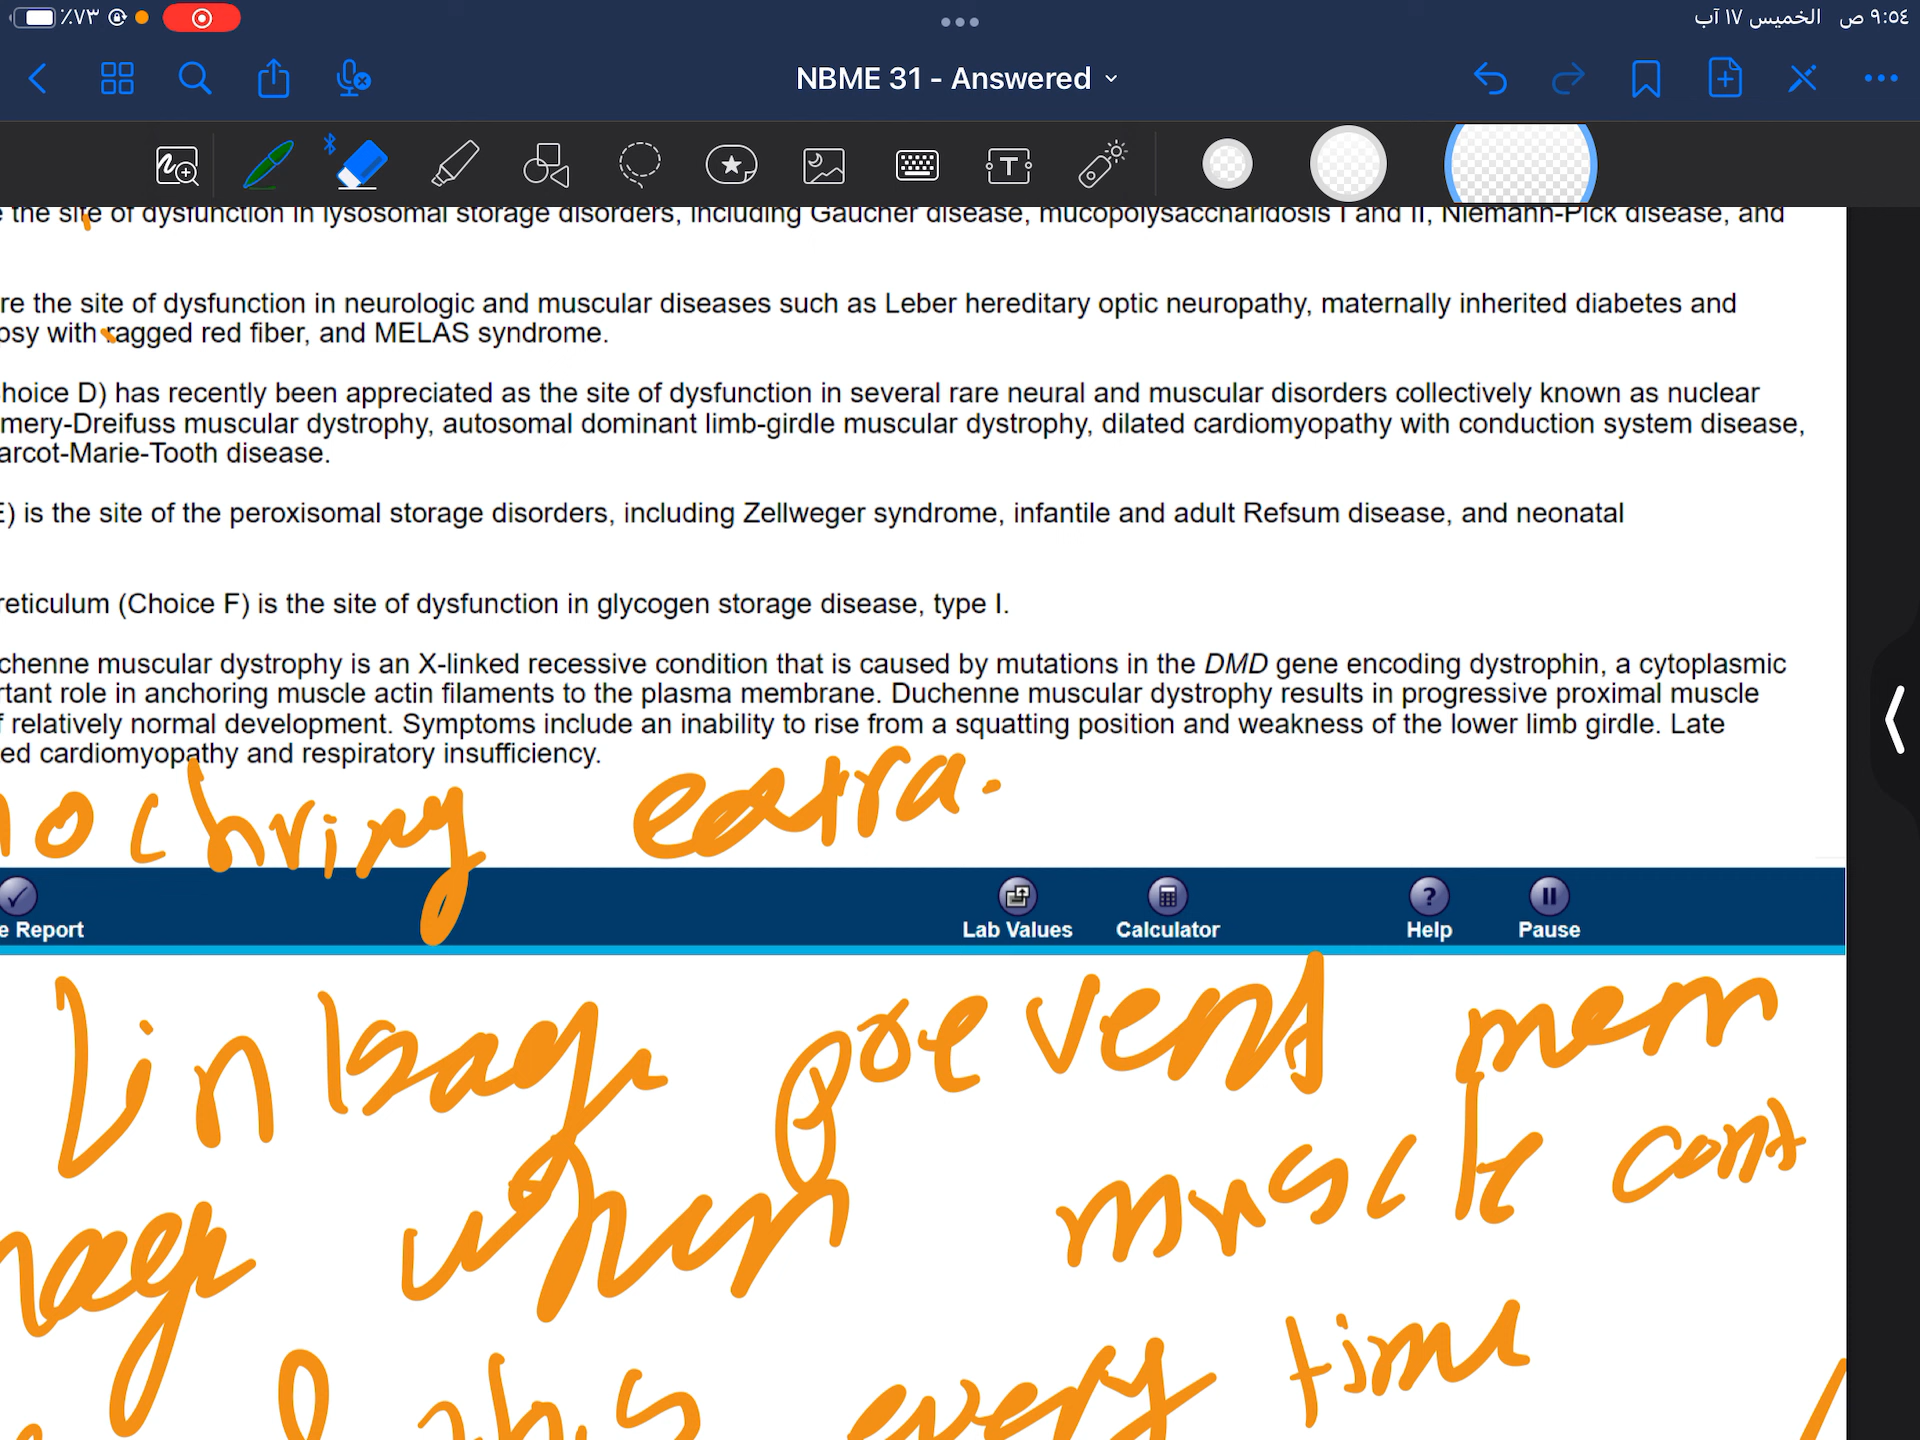 ٪٧٣ الخميس ١٧ آب ٩:٥٤ ص
NBME 31 - Answered
e the site of dysfunction in lysosomal storage disorders, including Gaucher disease, mucopolysaccharidosis I and II, Niemann-Pick disease, and
re the site of dysfunction in neurologic and muscular diseases such as Leber hereditary optic neuropathy, maternally inherited diabetes and
psy with ragged red fiber, and MELAS syndrome.
hoice D) has recently been appreciated as the site of dysfunction in several rare neural and muscular disorders collectively known as nuclear
mery-Dreifuss muscular dystrophy, autosomal dominant limb-girdle muscular dystrophy, dilated cardiomyopathy with conduction system disease,
arcot-Marie-Tooth disease.
E) is the site of the peroxisomal storage disorders, including Zellweger syndrome, infantile and adult Refsum disease, and neonatal
reticulum (Choice F) is the site of dysfunction in glycogen storage disease, type I.
chenne muscular dystrophy is an X-linked recessive condition that is caused by mutations in the DMD gene encoding dystrophin, a cytoplasmic
rtant role in anchoring muscle actin filaments to the plasma membrane. Duchenne muscular dystrophy results in progressive proximal muscle
f relatively normal development. Symptoms include an inability to rise from a squatting position and weakness of the lower limb girdle. Late
ed cardiomyopathy and respiratory insufficiency.
extra.
e Report Lab Values Calculator Help Pause
Linkage prevents mem
when muscle cont
this every time